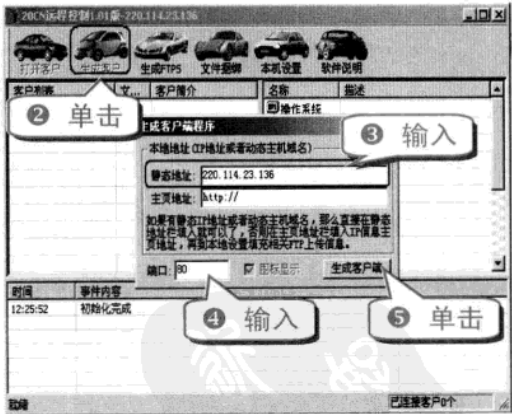 20CN远程控制1.01版-220.114.23.136
打开客户 生成客户 生成FTPS 文件捆绑 本机设置 软件说明
客户列表 文... 客户简介 名称 描述
操作系统
❷ 单击
生成客户端程序
❸ 输入
本地地址(IP地址或者动态主机域名)
静态地址: 220.114.23.136
主页地址: http://
如果有静态IP地址或者动态主机域名，那么直接在静态
地址栏填入就可以了，否则在主页地址栏填入IP信息主
页地址，再到本地设置填充相关FTP上传信息。
端口: 80 图标显示 生成客户端
❹ 输入
❺ 单击
时间 事件内容
12:25:52 初始化完成
就绪 已连接客户0个